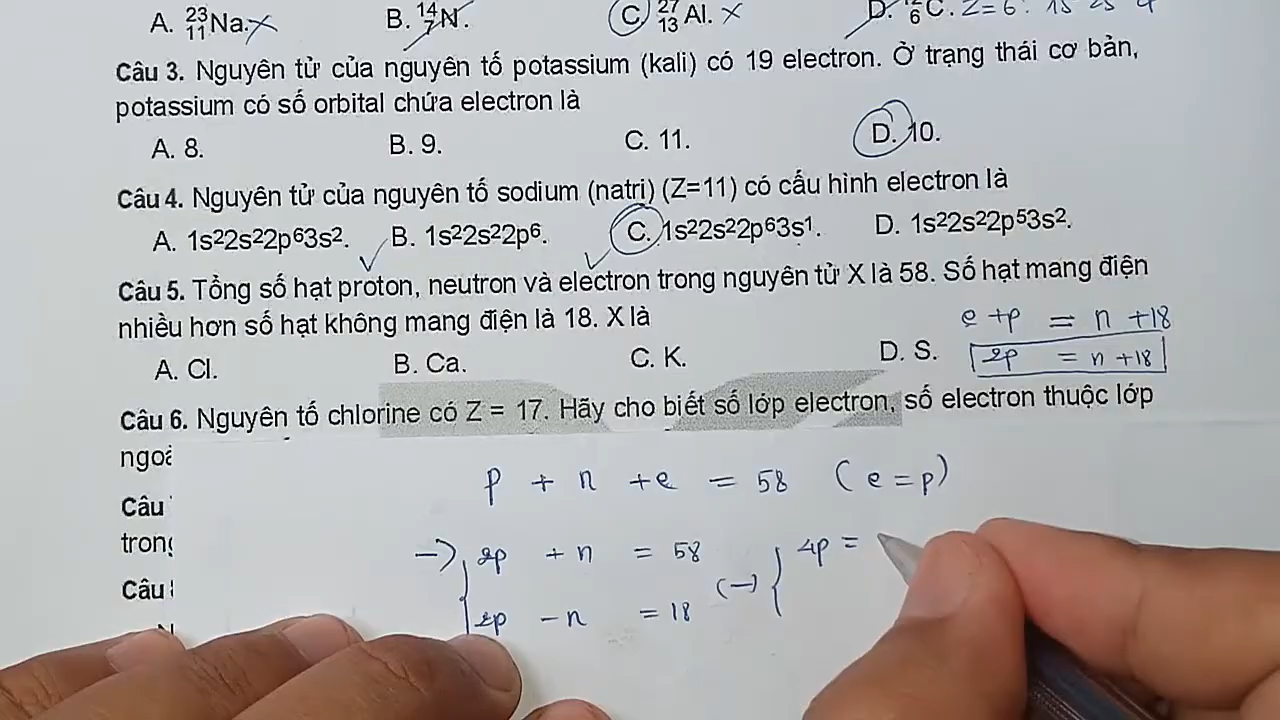 A. ²³₁₁Na. B. ¹⁴₇N. C. ²⁷₁₃Al. D. ₆C. Z=6
Câu 3. Nguyên tử của nguyên tố potassium (kali) có 19 electron. Ở trạng thái cơ bản,
potassium có số orbital chứa electron là
A. 8. B. 9. C. 11. D. 10.
Câu 4. Nguyên tử của nguyên tố sodium (natri) (Z=11) có cấu hình electron là
A. 1s²2s²2p⁶3s². B. 1s²2s²2p⁶. C. 1s²2s²2p⁶3s¹. D. 1s²2s²2p⁵3s².
Câu 5. Tổng số hạt proton, neutron và electron trong nguyên tử X là 58. Số hạt mang điện
nhiều hơn số hạt không mang điện là 18. X là
e + p = n + 18
A. Cl. B. Ca. C. K. D. S.
2p = n + 18
Câu 6. Nguyên tố chlorine có Z = 17. Hãy cho biết số lớp electron, số electron thuộc lớp
ngoà
p + n + e = 58 (e = p)
Câu
trong
2p + n = 58
4p =
Câu
2p - n = 18